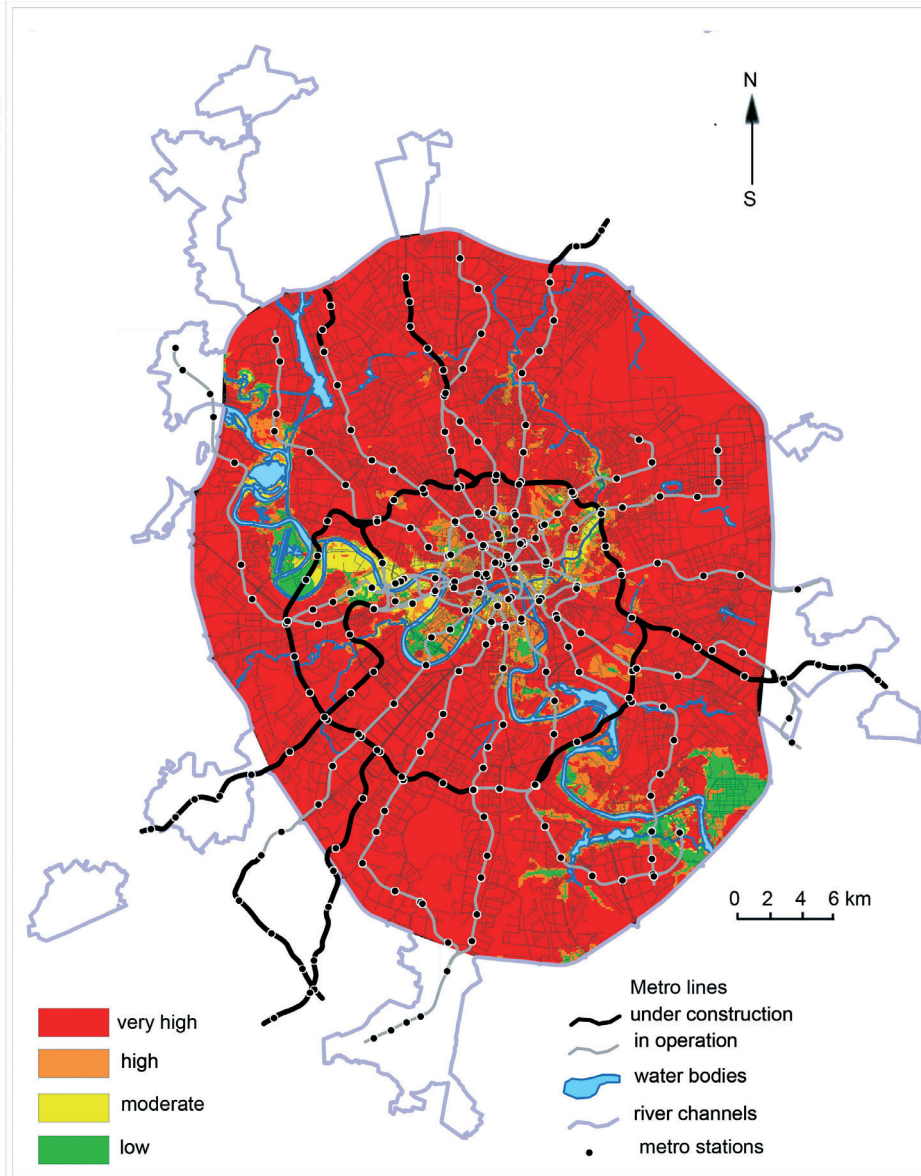 N
S
0 2 4 6 km
very high
high
moderate
low
Metro lines
under construction
in operation
water bodies
river channels
metro stations